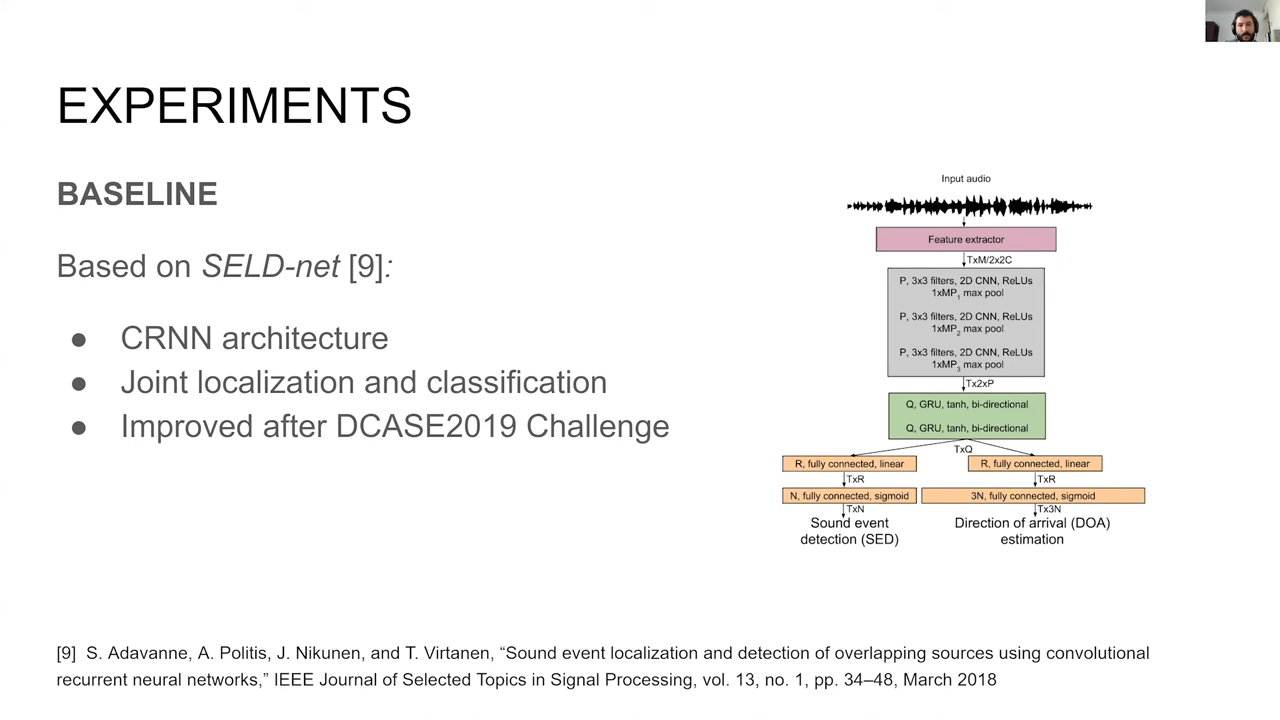 EXPERIMENTS
BASELINE
Based on SELD-net [9]:
● CRNN architecture
● Joint localization and classification
● Improved after DCASE2019 Challenge
Input audio
Feature extractor
TxM/2x2C
P, 3x3 filters, 2D CNN, ReLUs
1xMP1 max pool
P, 3x3 filters, 2D CNN, ReLUs
1xMP2 max pool
P, 3x3 filters, 2D CNN, ReLUs
1xMP3 max pool
Tx2xP
Q, GRU, tanh, bi-directional
Q, GRU, tanh, bi-directional
TxQ
R, fully connected, linear
R, fully connected, linear
TxR
TxR
N, fully connected, sigmoid
3N, fully connected, sigmoid
TxN
Tx3N
Sound event
detection (SED)
Direction of arrival (DOA)
estimation
[9] S. Adavanne, A. Politis, J. Nikunen, and T. Virtanen, “Sound event localization and detection of overlapping sources using convolutional
recurrent neural networks,” IEEE Journal of Selected Topics in Signal Processing, vol. 13, no. 1, pp. 34–48, March 2018